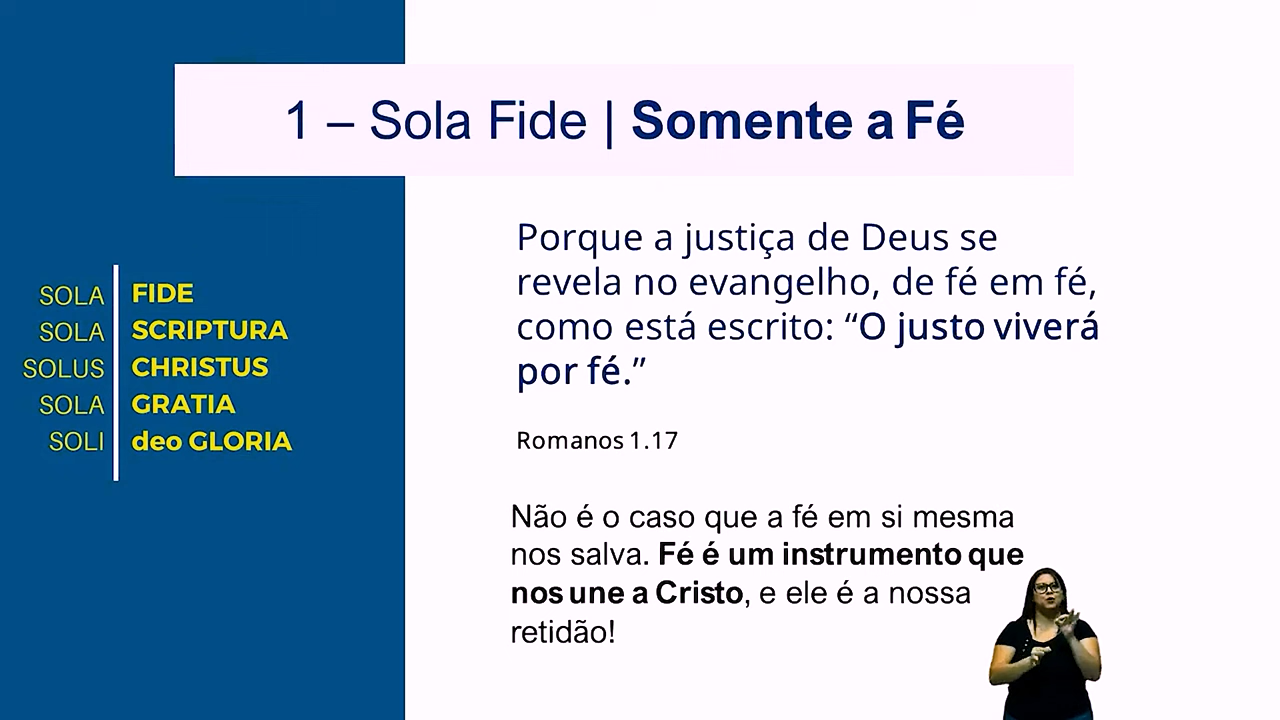 1 – Sola Fide | Somente a Fé
SOLA FIDE
SOLA SCRIPTURA
SOLUS CHRISTUS
SOLA GRATIA
SOLI deo GLORIA
Porque a justiça de Deus se
revela no evangelho, de fé em fé,
como está escrito: “O justo viverá
por fé.”
Romanos 1.17
Não é o caso que a fé em si mesma
nos salva. Fé é um instrumento que
nos une a Cristo, e ele é a nossa
retidão!